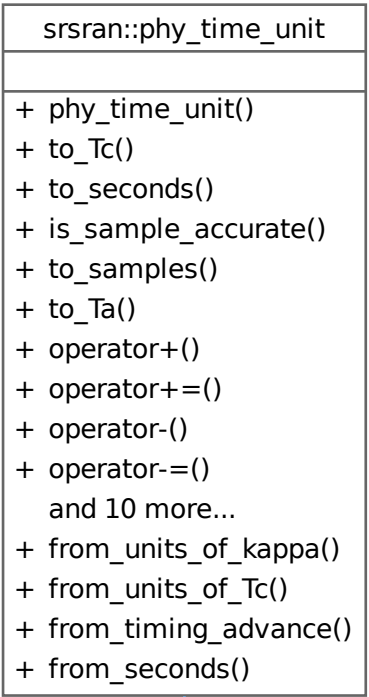 srsran::phy_time_unit
+ phy_time_unit()
+ to_Tc()
+ to_seconds()
+ is_sample_accurate()
+ to_samples()
+ to_Ta()
+ operator+()
+ operator+=()
+ operator-()
+ operator-=()
and 10 more...
+ from_units_of_kappa()
+ from_units_of_Tc()
+ from_timing_advance()
+ from_seconds()